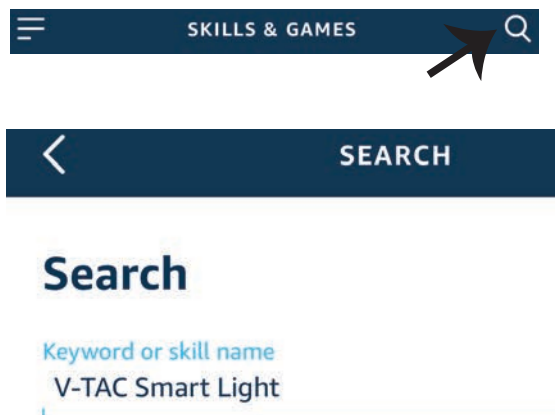 SKILLS & GAMES
SEARCH
Search
Keyword or skill name
V-TAC Smart Light